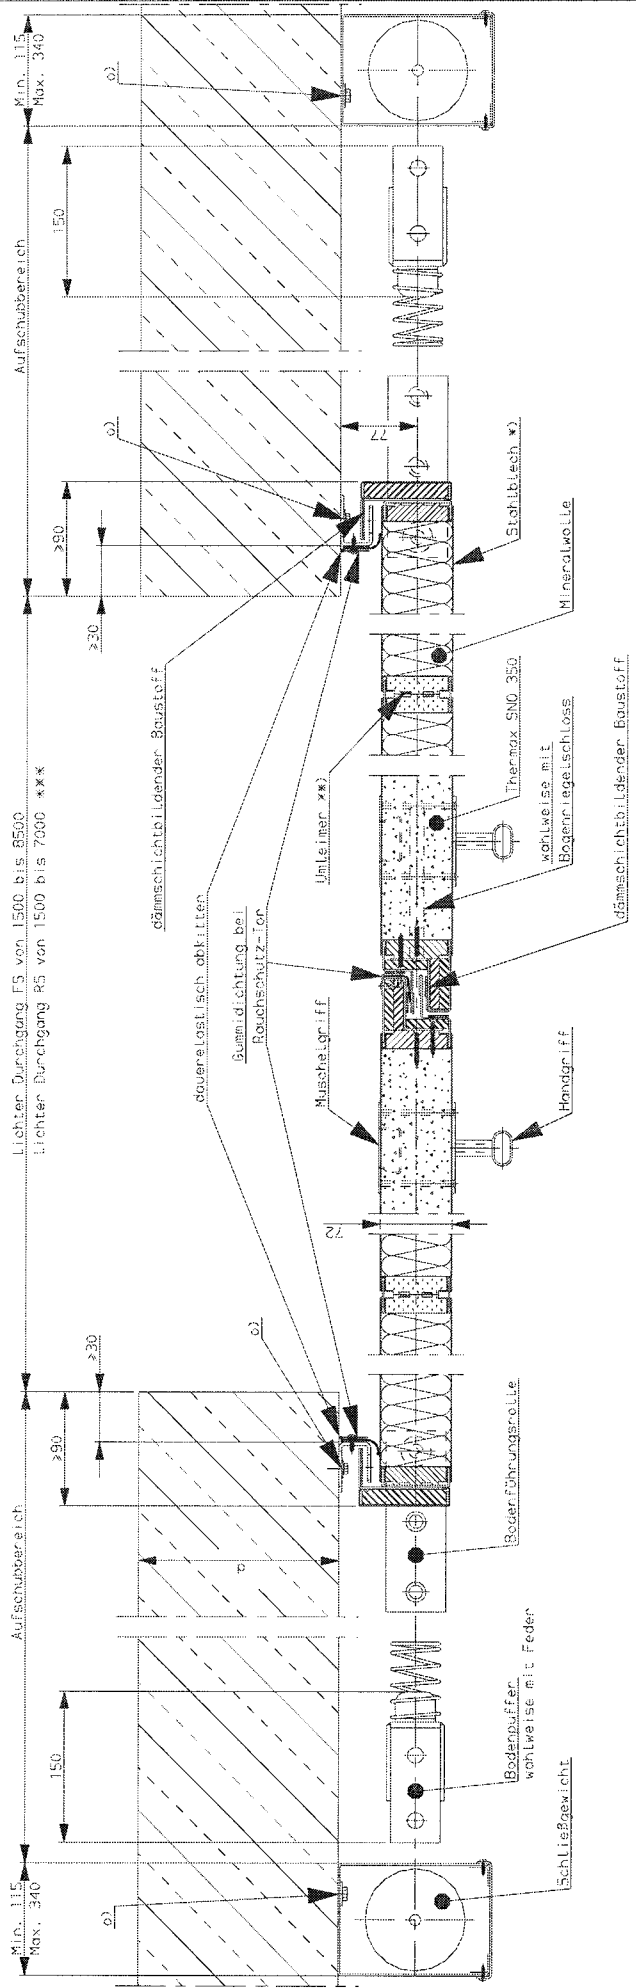 Min. 115
Max. 340
Aufschubbereich
Lichter Durchgang FS von 1500 bis 8500
Lichter Durchgang RS von 1500 bis 7000 ***
Aufschubbereich
Min. 115
Max. 340
150
≥90
≥30
≥30
≥90
150
a)
a)
a)
a)
d
77
72
dämmschichtbildender Baustoff
dauerelastisch abkitten
Gummidichtung bei
Rauchschutz-Tor
Umleimer **)
Muschelgriff
Stahlblech *)
Mineralwolle
Thermax SNO 350
wahlweise mit
Bogenriegelschloss
dämmschichtbildender Baustoff
Handgriff
Bodenführungsrolle
Bodenpuffer
wahlweise mit Feder
Schließgewicht